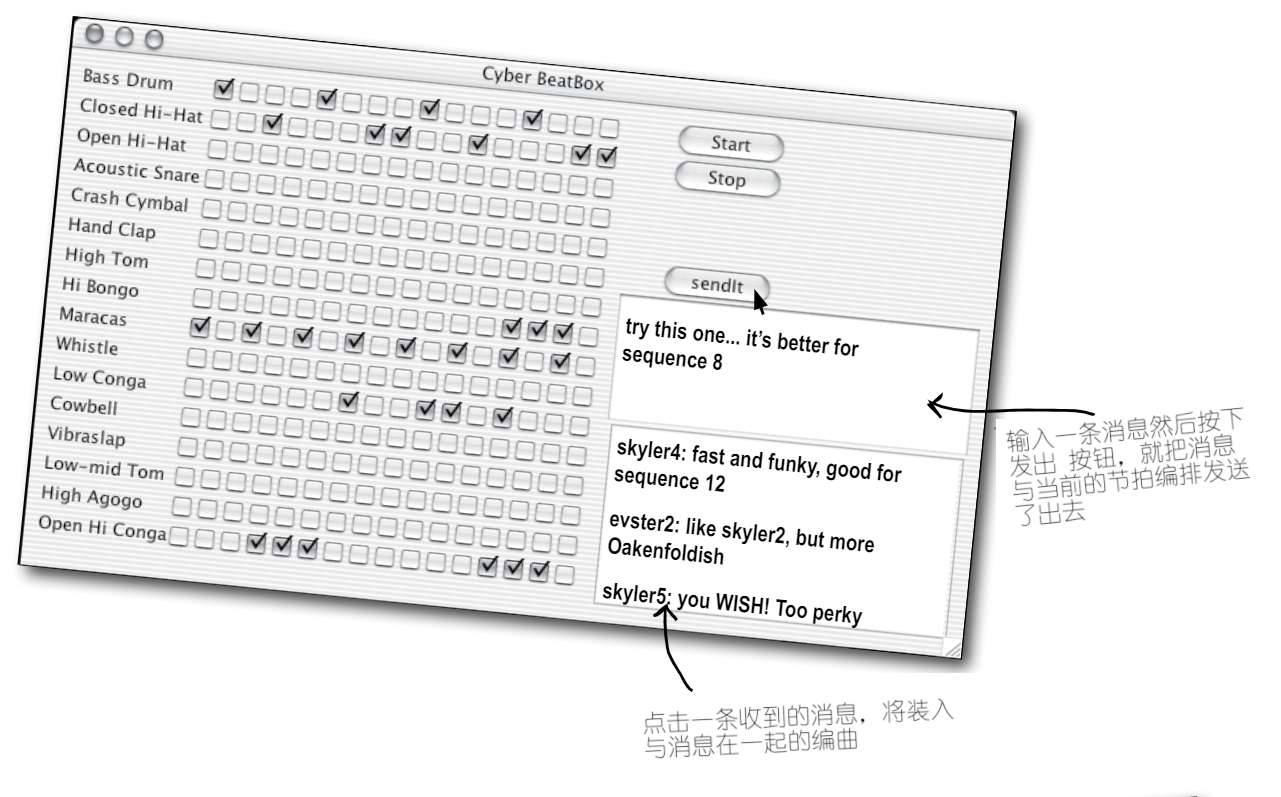 Cyber BeatBox
Bass Drum
Closed Hi-Hat
Open Hi-Hat
Acoustic Snare
Crash Cymbal
Hand Clap
High Tom
Hi Bongo
Maracas
Whistle
Low Conga
Cowbell
Vibraslap
Low-mid Tom
High Agogo
Open Hi Conga
Start
Stop
sendIt
try this one... it’s better for
sequence 8
skyler4: fast and funky, good for
sequence 12
evster2: like skyler2, but more
Oakenfoldish
skyler5: you WISH! Too perky
输入一条消息然后按下
发出 按钮，就把消息
与当前的节拍编排发送
了出去
点击一条收到的消息，将装入
与消息在一起的编曲